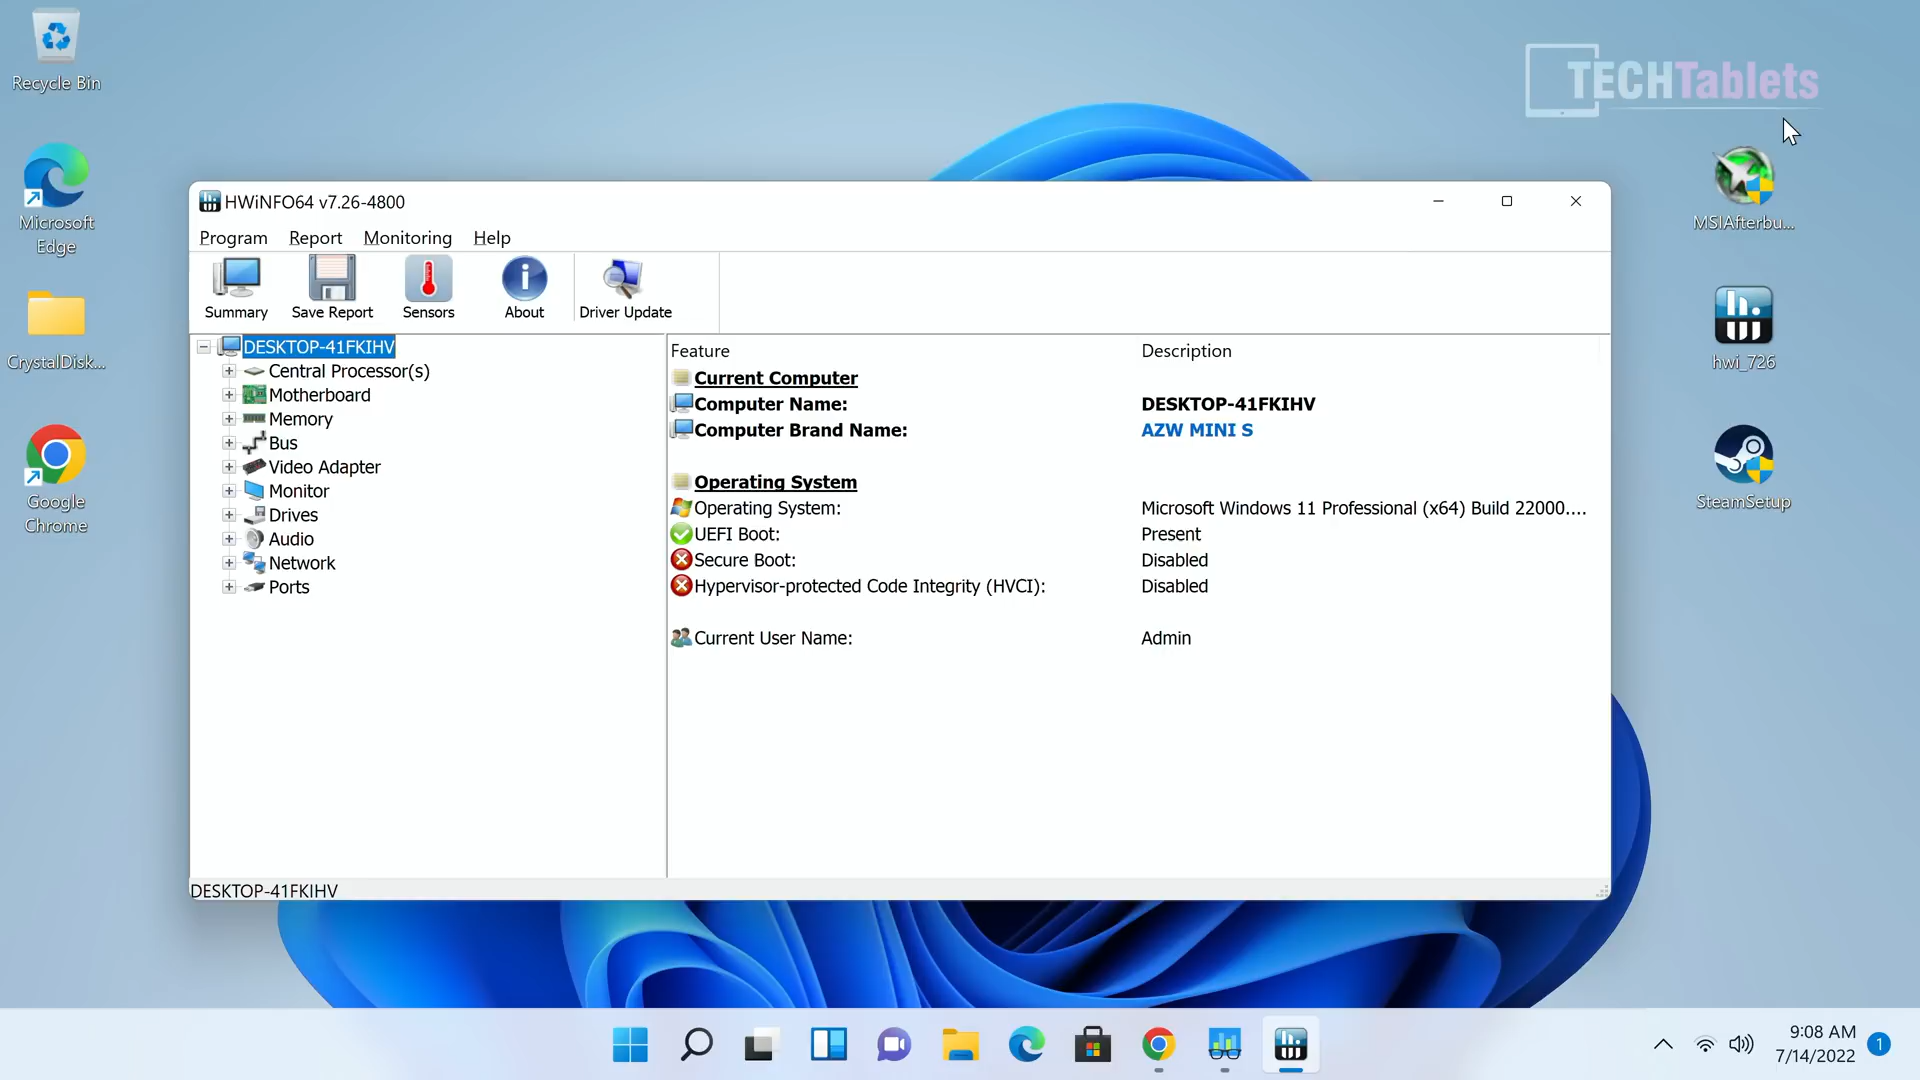 Recycle Bin
Microsoft
Edge
CrystalDisk...
Google
Chrome
TECHTablets
MSIAfterbu...
hwi_726
SteamSetup
HWiNFO64 v7.26-4800
Program Report Monitoring Help
Summary Save Report Sensors About Driver Update
DESKTOP-41FKIHV
Central Processor(s)
Motherboard
Memory
Bus
Video Adapter
Monitor
Drives
Audio
Network
Ports
Feature Description
Current Computer
Computer Name: DESKTOP-41FKIHV
Computer Brand Name: AZW MINI S
Operating System
Operating System: Microsoft Windows 11 Professional (x64) Build 22000....
UEFI Boot: Present
Secure Boot: Disabled
Hypervisor-protected Code Integrity (HVCI): Disabled
Current User Name: Admin
DESKTOP-41FKIHV
9:08 AM
7/14/2022
1